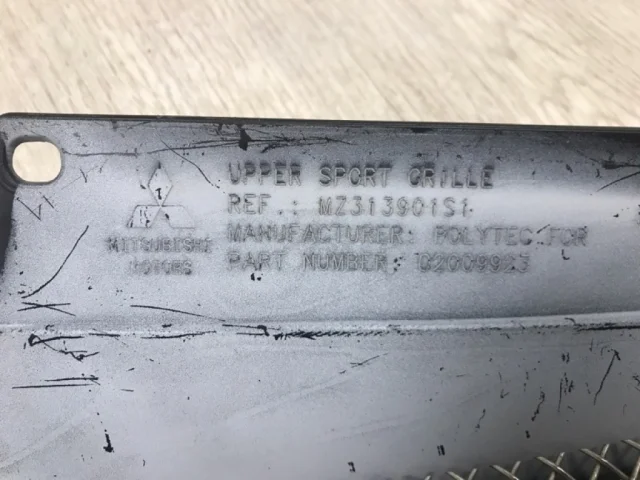 UPPER SPORT GRILLE
REF.: MZ313901S1
MANUFACTURER: POLYTEC FOR
PART NUMBER: 02009923
MITSUBISHI
MOTORS